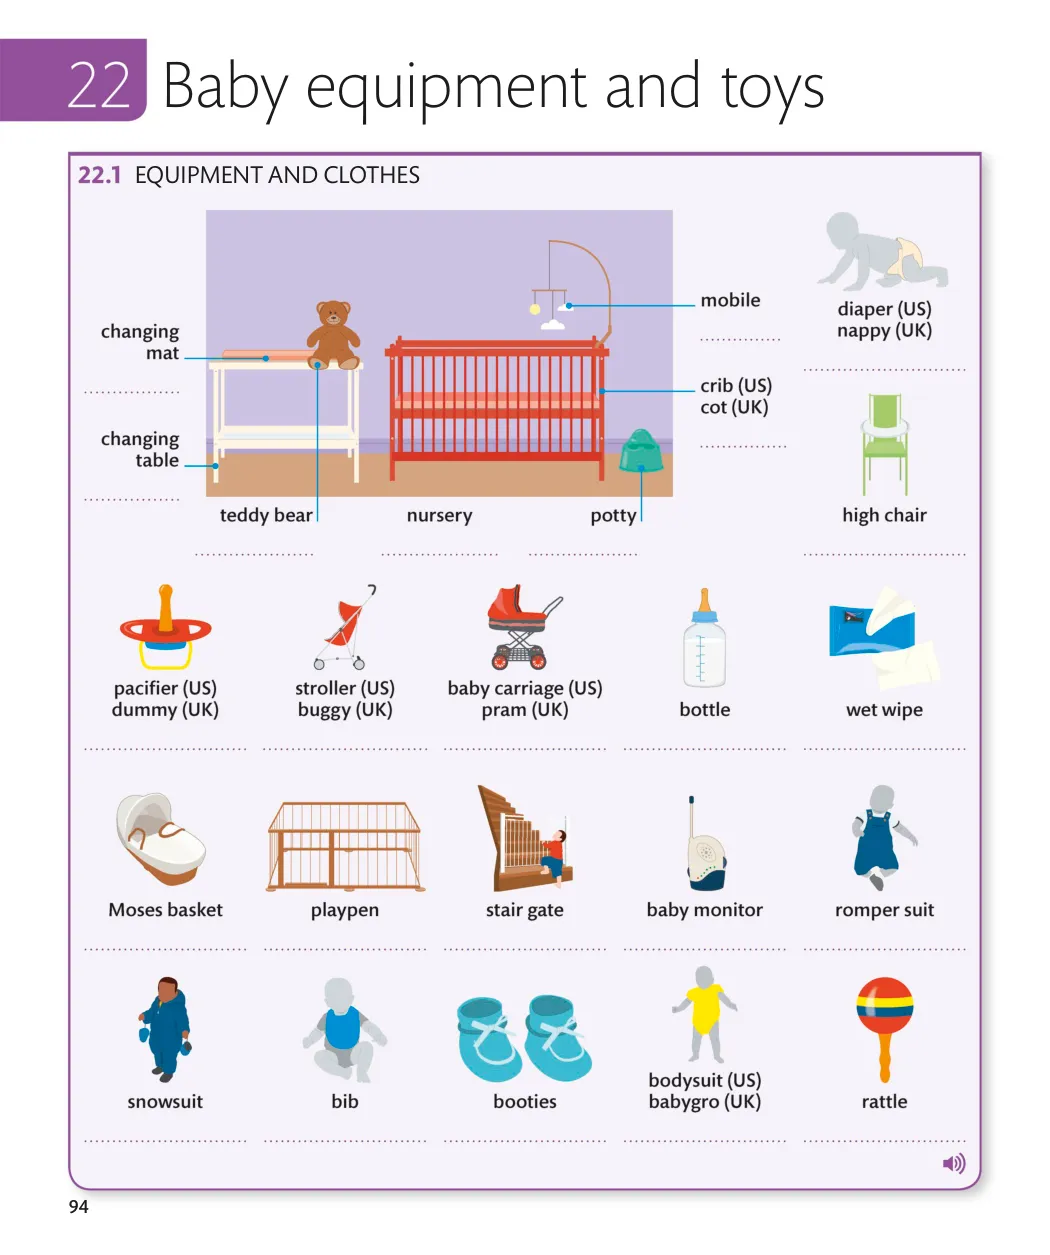 22 Baby equipment and toys
22.1 EQUIPMENT AND CLOTHES
changing
mat
changing
table
teddy bear
nursery
potty
mobile
crib (US)
cot (UK)
diaper (US)
nappy (UK)
high chair
pacifier (US)
dummy (UK)
stroller (US)
buggy (UK)
baby carriage (US)
pram (UK)
bottle
wet wipe
Moses basket
playpen
stair gate
baby monitor
romper suit
snowsuit
bib
booties
bodysuit (US)
babygro (UK)
rattle
94